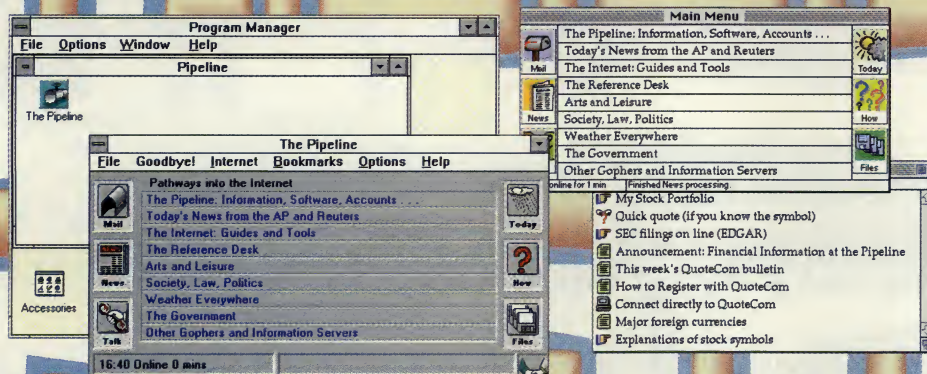 Program Manager
File Options Window Help
Pipeline
The Pipeline
Accessories
The Pipeline
File Goodbye! Internet Bookmarks Options Help
Pathways into the Internet
The Pipeline: Information, Software, Accounts . . .
Today's News from the AP and Reuters
The Internet: Guides and Tools
The Reference Desk
Arts and Leisure
Society, Law, Politics
Weather Everywhere
The Government
Other Gophers and Information Servers
Mail
News
Talk
Today
How
Files
16:40 Online 0 mins
Main Menu
The Pipeline: Information, Software, Accounts . . .
Today's News from the AP and Reuters
The Internet: Guides and Tools
The Reference Desk
Arts and Leisure
Society, Law, Politics
Weather Everywhere
The Government
Other Gophers and Information Servers
Mail
News
Today
How
Files
online for 1 min Finished News processing.
My Stock Portfolio
Quick quote (if you know the symbol)
SEC filings on line (EDGAR)
Announcement: Financial Information at the Pipeline
This week's QuoteCom bulletin
How to Register with QuoteCom
Connect directly to QuoteCom
Major foreign currencies
Explanations of stock symbols